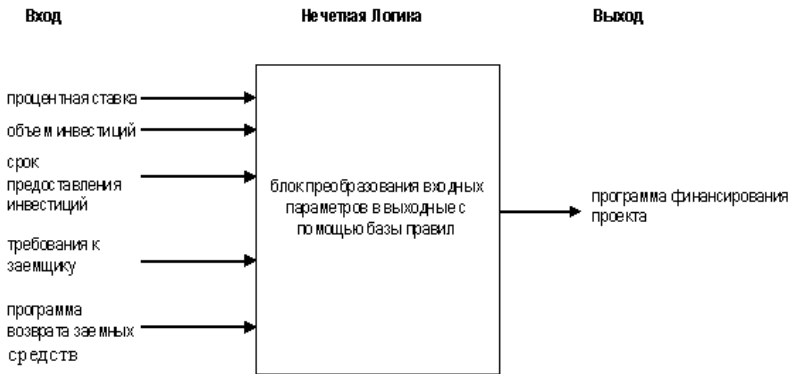 Вход
Нечеткая Логика
Выход
процентная ставка
объем инвестиций
срок
предоставления
инвестиций
требования к
заемщику
программа
возврата заемных
средств
блок преобразования входных
параметров в выходные с
помощью базы правил
программа финансирования
проекта